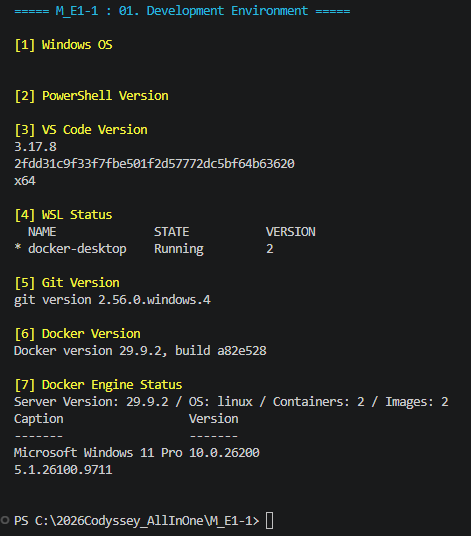 ===== M_E1-1 : 01. Development Environment =====
[1] Windows OS
[2] PowerShell Version
[3] VS Code Version
3.17.8
2fdd31c9f33f7fbe501f2d57772dc5bf64b63620
x64
[4] WSL Status
NAME STATE VERSION
* docker-desktop Running 2
[5] Git Version
git version 2.56.0.windows.4
[6] Docker Version
Docker version 29.9.2, build a82e528
[7] Docker Engine Status
Server Version: 29.9.2 / OS: linux / Containers: 2 / Images: 2
Caption Version
------- -------
Microsoft Windows 11 Pro 10.0.26200
5.1.26100.9711
PS C:\2026Codyssey_AllInOne\M_E1-1>